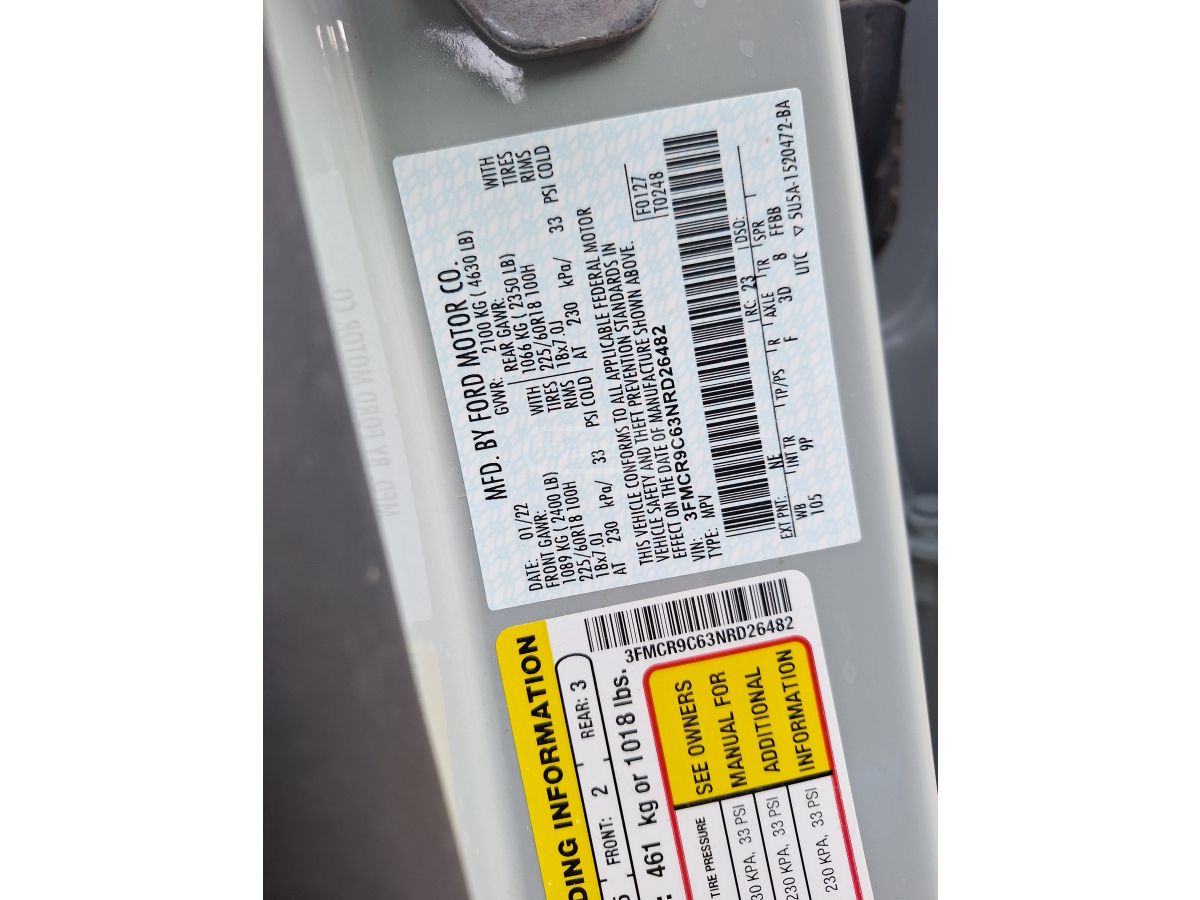 MFD. BY FORD MOTOR CO.
DATE: 01/22 GVWR: 2100 KG ( 4630 LB)
FRONT GAWR: REAR GAWR:
1089 KG ( 2400 LB) WITH 1066 KG ( 2350 LB) WITH
225/60R18 100H TIRES 225/60R18 100H TIRES
18x7.0J RIMS 18x7.0J RIMS
AT 230 kPa/ 33 PSI COLD AT 230 kPa/ 33 PSI COLD
THIS VEHICLE CONFORMS TO ALL APPLICABLE FEDERAL MOTOR
VEHICLE SAFETY AND THEFT PREVENTION STANDARDS IN
EFFECT ON THE DATE OF MANUFACTURE SHOWN ABOVE.
VIN: 3FMCR9C63NRD26482
TYPE: MPV
F0127
T0248
EXT PNT: NE RC: 23 DSO:
WB INT TR TP/PS R AXLE TR SPR
105 9P F 3D 8 FFBB
UTC ▽ 5U5A-1520472-BA
3FMCR9C63NRD26482
DING INFORMATION
FRONT: 2 REAR: 3
461 kg or 1018 lbs.
TIRE PRESSURE
30 KPA, 33 PSI
230 KPA, 33 PSI
230 KPA, 33 PSI
SEE OWNERS
MANUAL FOR
ADDITIONAL
INFORMATION